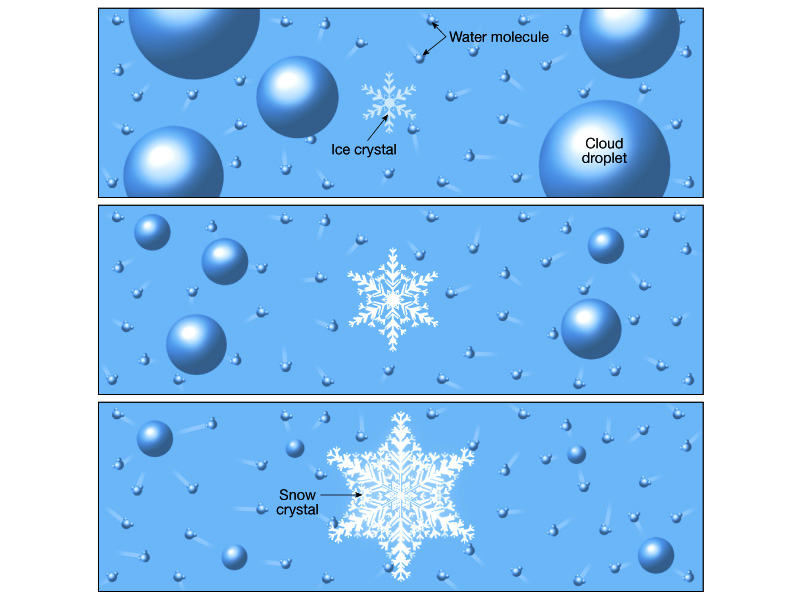 Water molecule
Ice crystal
Cloud
droplet
Snow
crystal